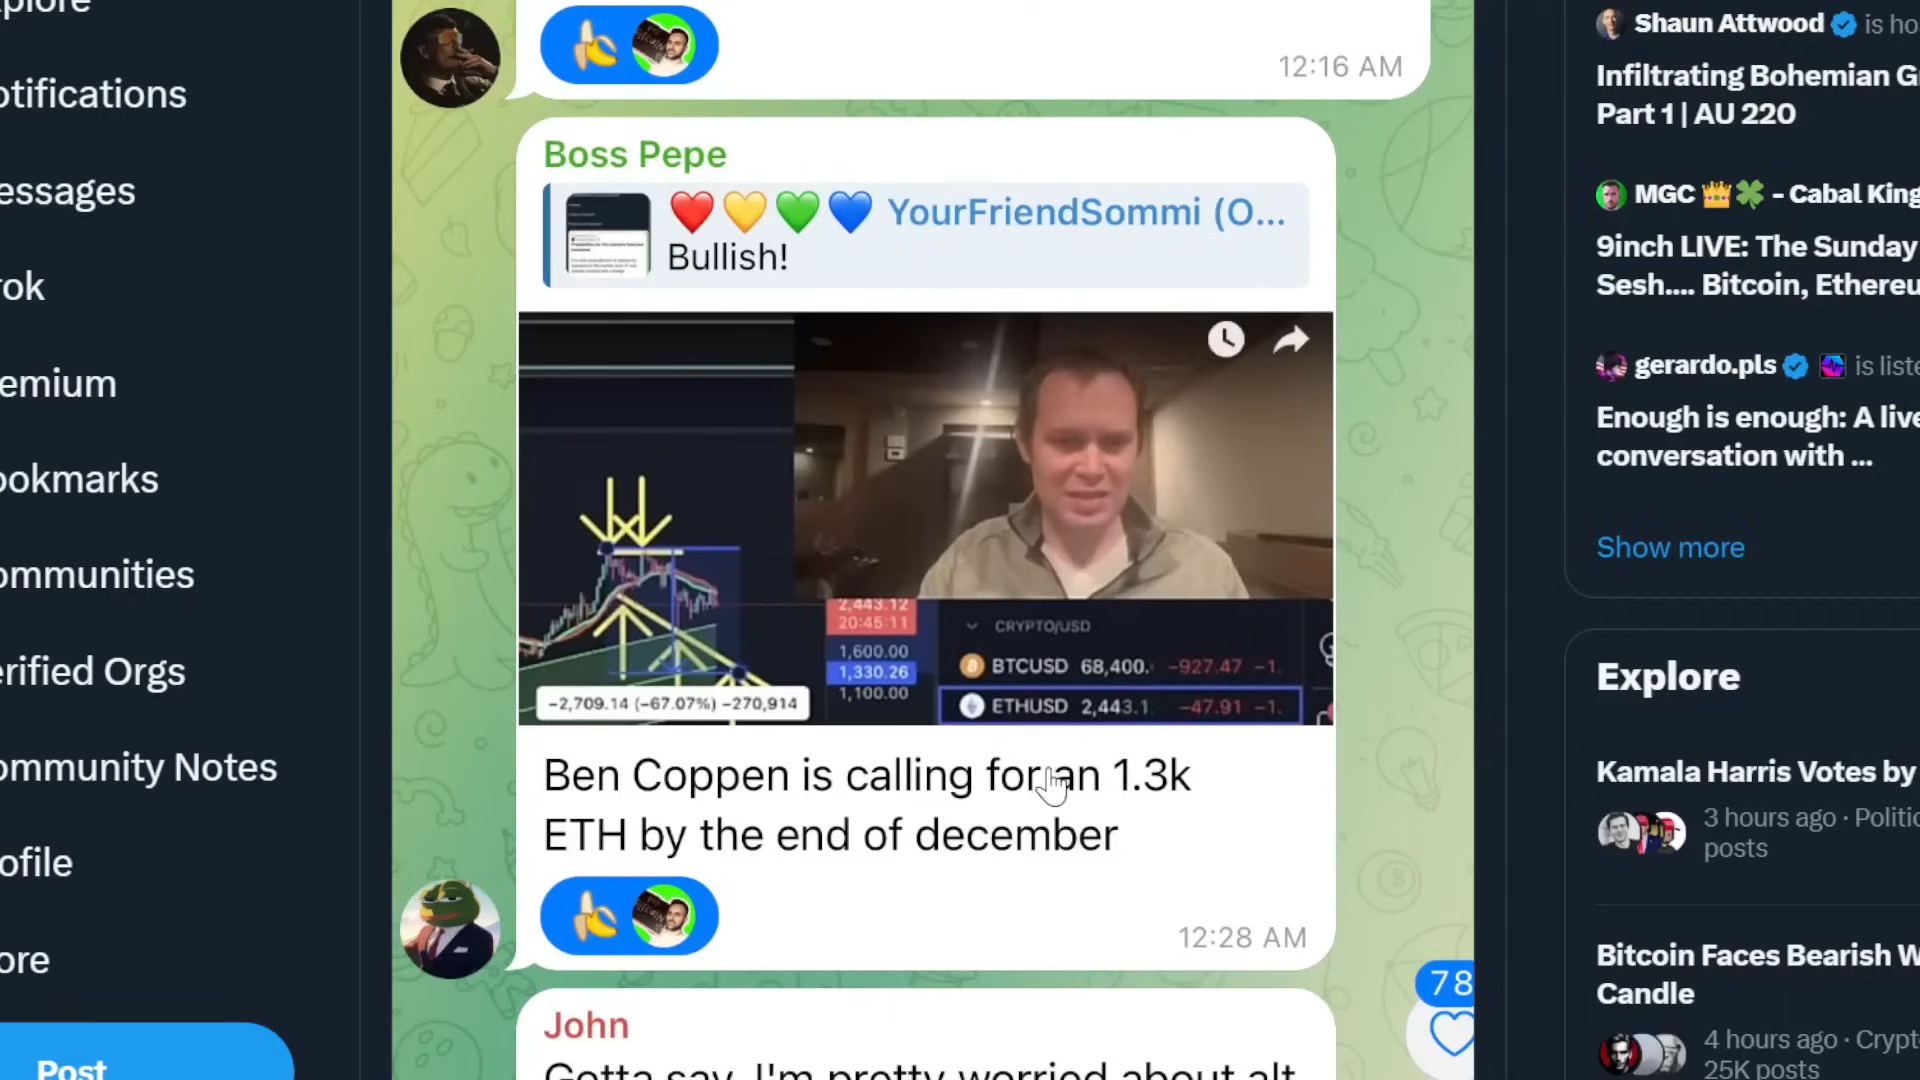 plore
otifications
essages
rok
emium
ookmarks
ommunities
erified Orgs
ommunity Notes
rofile
ore
Post
12:16 AM
Boss Pepe
YourFriendSommi (O...
Bullish!
2,443.12
20:45:11
1,600.00
1,330.26
1,100.00
CRYPTO/USD
BTCUSD 68,400. -927.47 -1.
ETHUSD 2,443.1 -47.91 -1.
-2,709.14 (-67.07%) -270,914
Ben Coppen is calling for an 1.3k
ETH by the end of december
12:28 AM
78
John
Gotta say, I'm pretty worried about alt
Shaun Attwood is ho
Infiltrating Bohemian G
Part 1 | AU 220
MGC - Cabal King
9inch LIVE: The Sunday
Sesh.... Bitcoin, Ethereu
gerardo.pls is liste
Enough is enough: A live
conversation with ...
Show more
Explore
Kamala Harris Votes by
3 hours ago · Politic
posts
Bitcoin Faces Bearish W
Candle
4 hours ago · Crypt
25K posts